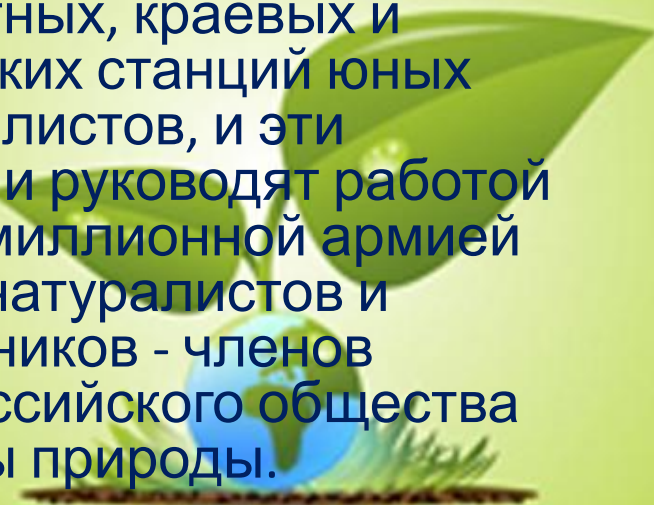 тных, краевых и
ких станций юных
листов, и эти
и руководят работой
миллионной армией
натуралистов и
ников - членов
ссийского общества
ы природы.